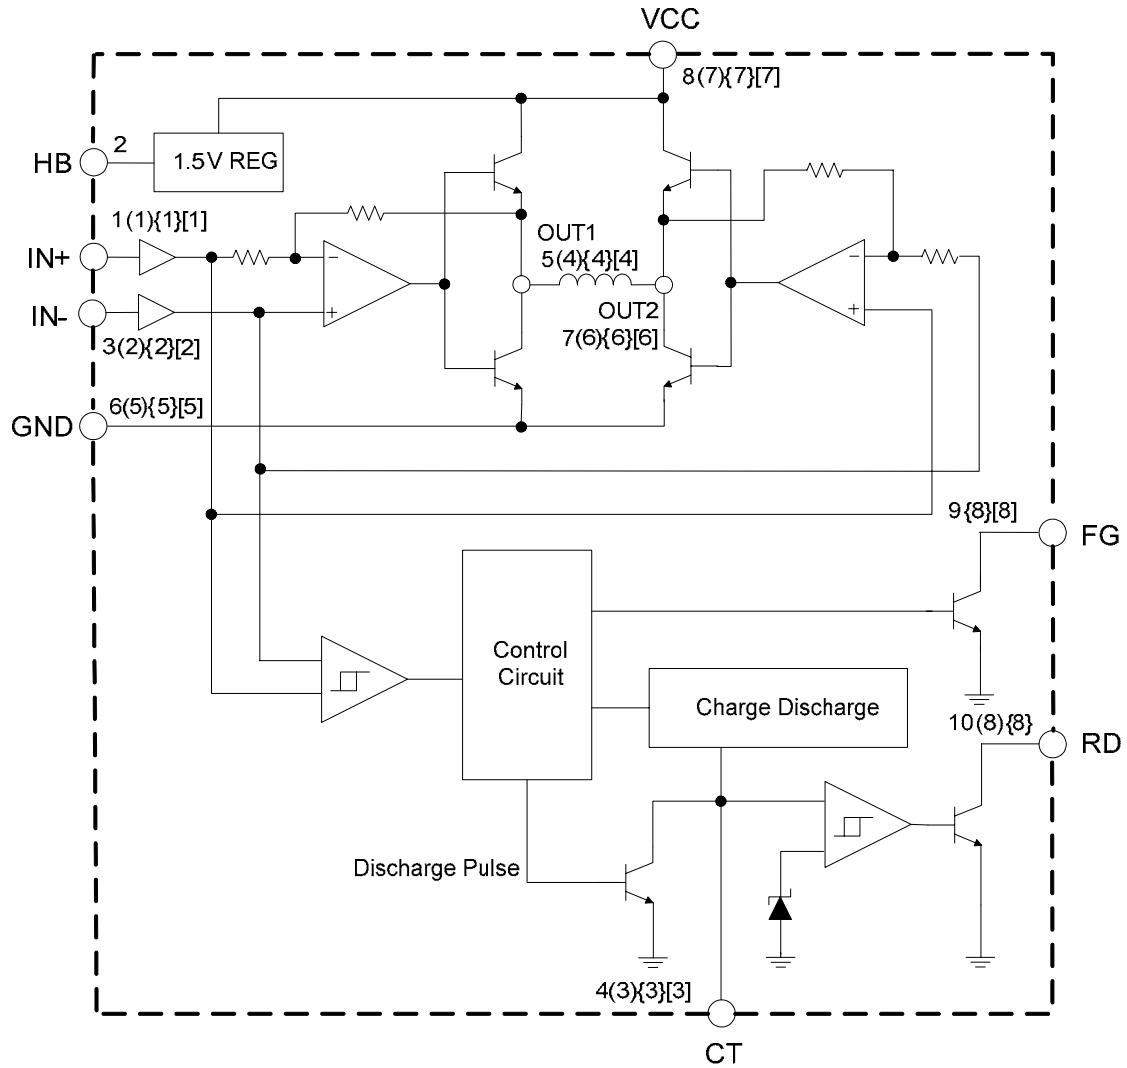 VCC
8(7){7}[7]
HB
2
1.5V REG
1(1){1}[1]
IN+
OUT1
5(4){4}[4]
−
−
IN-
+
+
OUT2
7(6){6}[6]
3(2){2}[2]
6(5){5}[5]
GND
9{8}[8]
FG
Control
Circuit
Charge Discharge
10(8){8}
RD
Discharge Pulse
4(3){3}[3]
CT